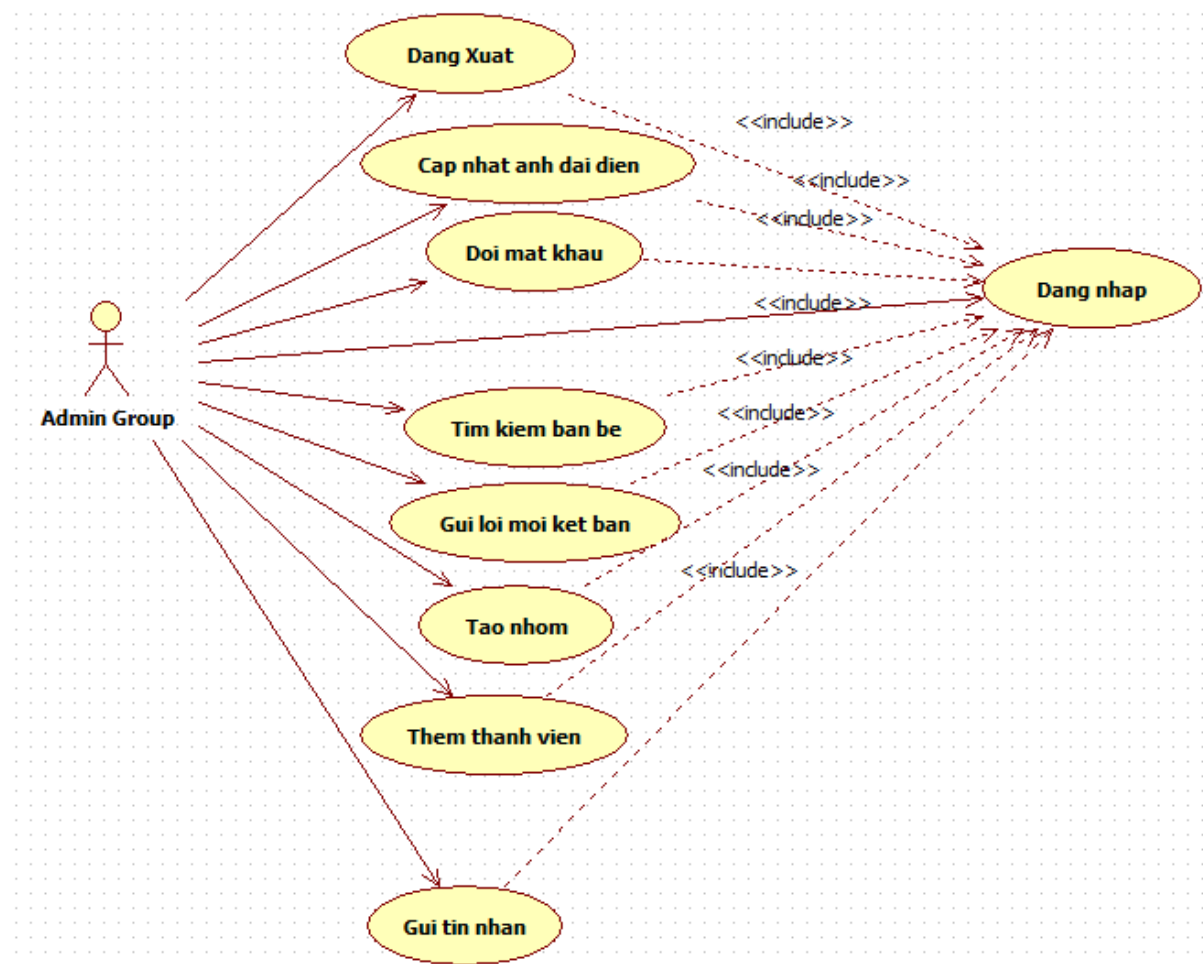 Dang Xuat
<<include>>
Cap nhat anh dai dien
<<include>>
<<include>>
Doi mat khau
Dang nhap
<<include>>
Admin Group
<<include>>
Tim kiem ban be
<<include>>
<<include>>
Gui loi moi ket ban
<<include>>
Tao nhom
Them thanh vien
Gui tin nhan